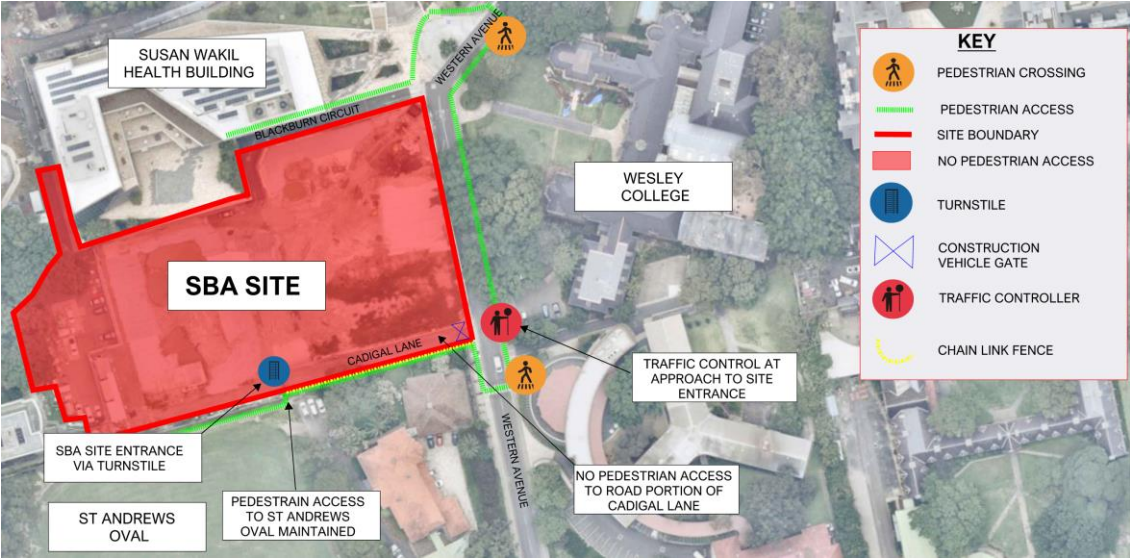 SUSAN WAKIL
HEALTH BUILDING
WESTERN AVENUE
BLACKBURN CIRCUIT
WESLEY
COLLEGE
SBA SITE
CADIGAL LANE
TRAFFIC CONTROL AT
APPROACH TO SITE
ENTRANCE
SBA SITE ENTRANCE
VIA TURNSTILE
PEDESTRAIN ACCESS
TO ST ANDREWS
OVAL MAINTAINED
WESTERN AVENUE
NO PEDESTRIAN ACCESS
TO ROAD PORTION OF
CADIGAL LANE
ST ANDREWS
OVAL
KEY
PEDESTRIAN CROSSING
PEDESTRIAN ACCESS
SITE BOUNDARY
NO PEDESTRIAN ACCESS
TURNSTILE
CONSTRUCTION
VEHICLE GATE
TRAFFIC CONTROLLER
CHAIN LINK FENCE